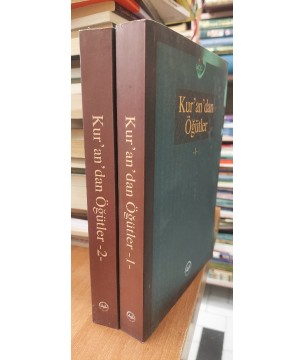 Kur'an'dan Öğütler -2-
Kur'an'dan Öğütler -1-
Kur'an'dan
Öğütler